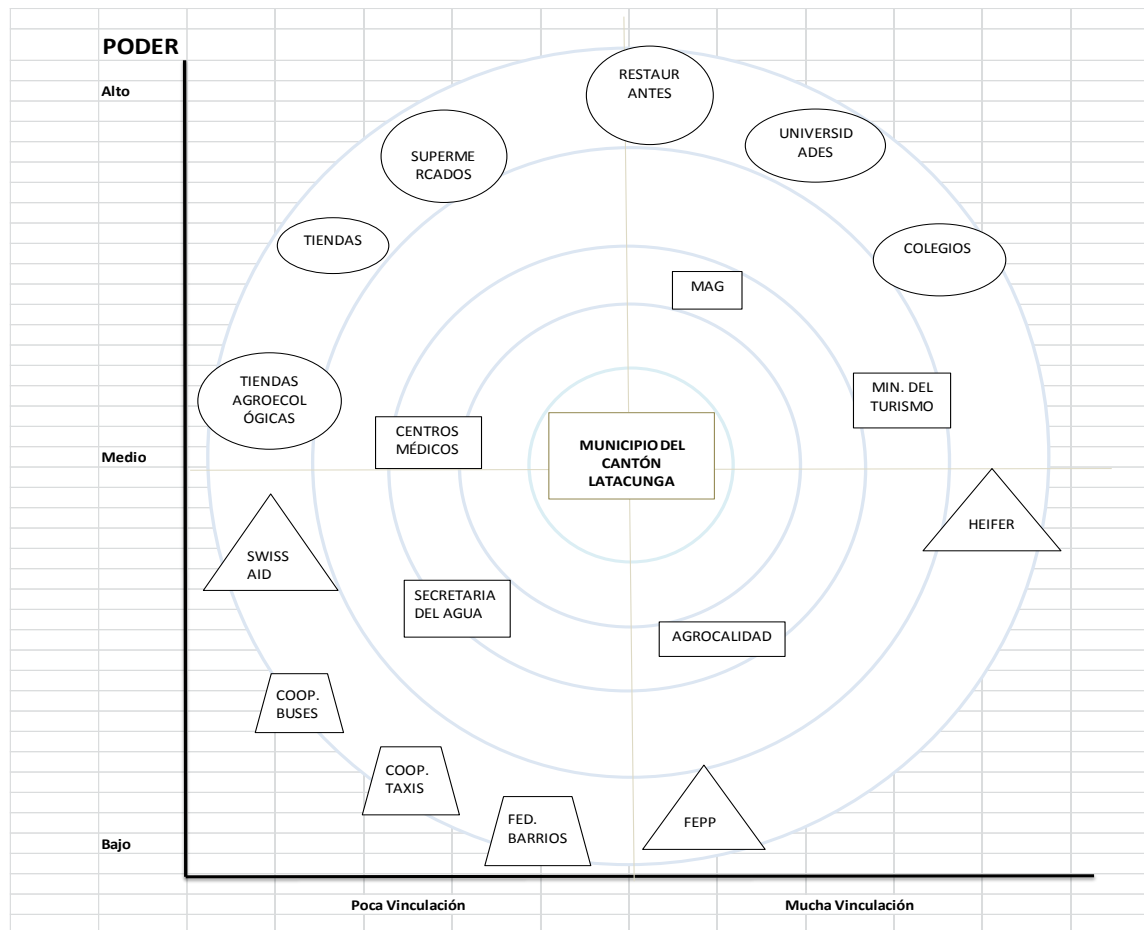 PODER
Alto
RESTAUR
ANTES
UNIVERSID
ADES
SUPERME
RCADOS
TIENDAS
COLEGIOS
MAG
TIENDAS
AGROECOL
ÓGICAS
MIN. DEL
TURISMO
CENTROS
MÉDICOS
Medio
MUNICIPIO DEL
CANTÓN
LATACUNGA
HEIFER
SWISS
AID
SECRETARIA
DEL AGUA
AGROCALIDAD
COOP.
BUSES
COOP.
TAXIS
FED.
BARRIOS
FEPP
Bajo
Poca Vinculación
Mucha Vinculación